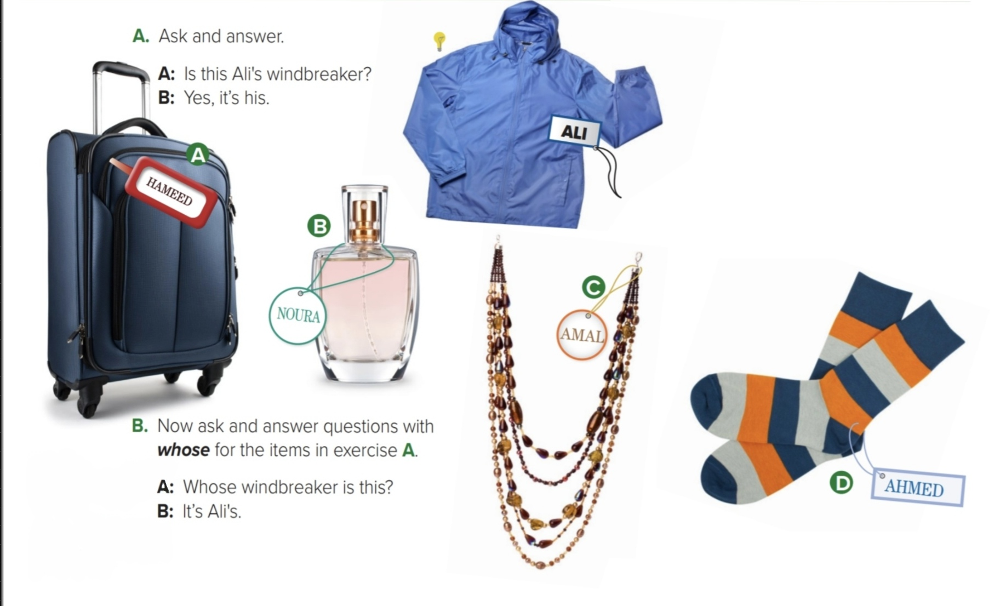 A. Ask and answer.
A: Is this Ali's windbreaker?
B: Yes, it’s his.
ALI
A
HAMEED
B
NOURA
C
AMAL
D
AHMED
B. Now ask and answer questions with
whose for the items in exercise A.
A: Whose windbreaker is this?
B: It’s Ali's.